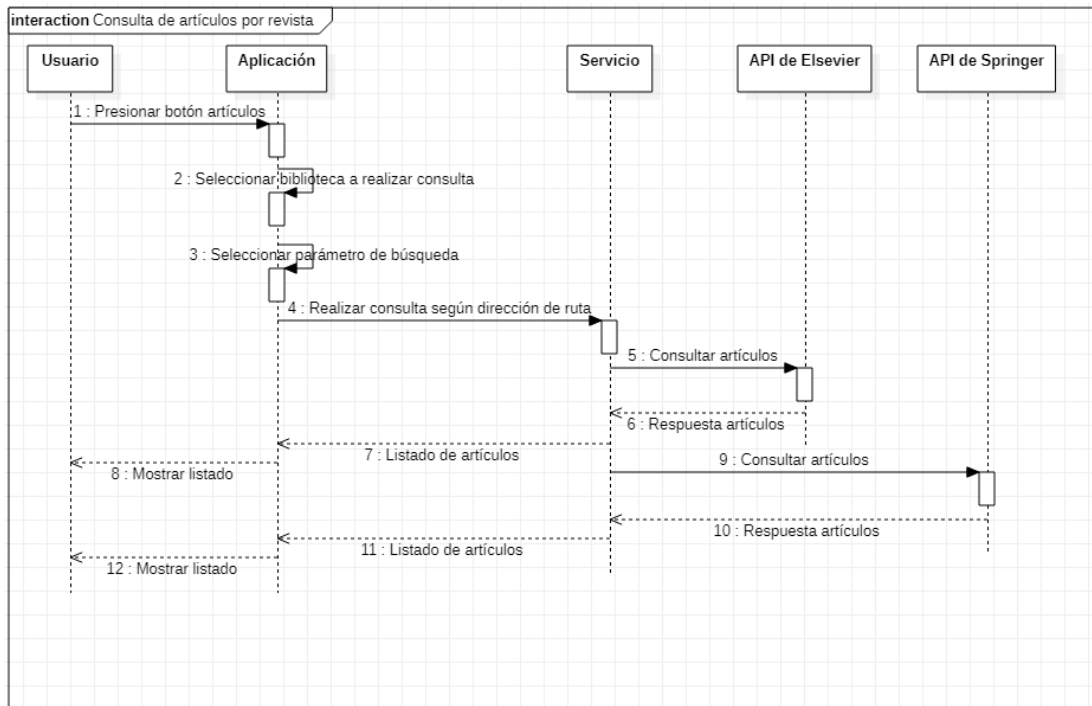 interaction Consulta de artículos por revista
Usuario
Aplicación
Servicio
API de Elsevier
API de Springer
1 : Presionar botón artículos
2 : Seleccionar biblioteca a realizar consulta
3 : Seleccionar parámetro de búsqueda
4 : Realizar consulta según dirección de ruta
5 : Consultar artículos
6 : Respuesta artículos
7 : Listado de artículos
8 : Mostrar listado
9 : Consultar artículos
10 : Respuesta artículos
11 : Listado de artículos
12 : Mostrar listado